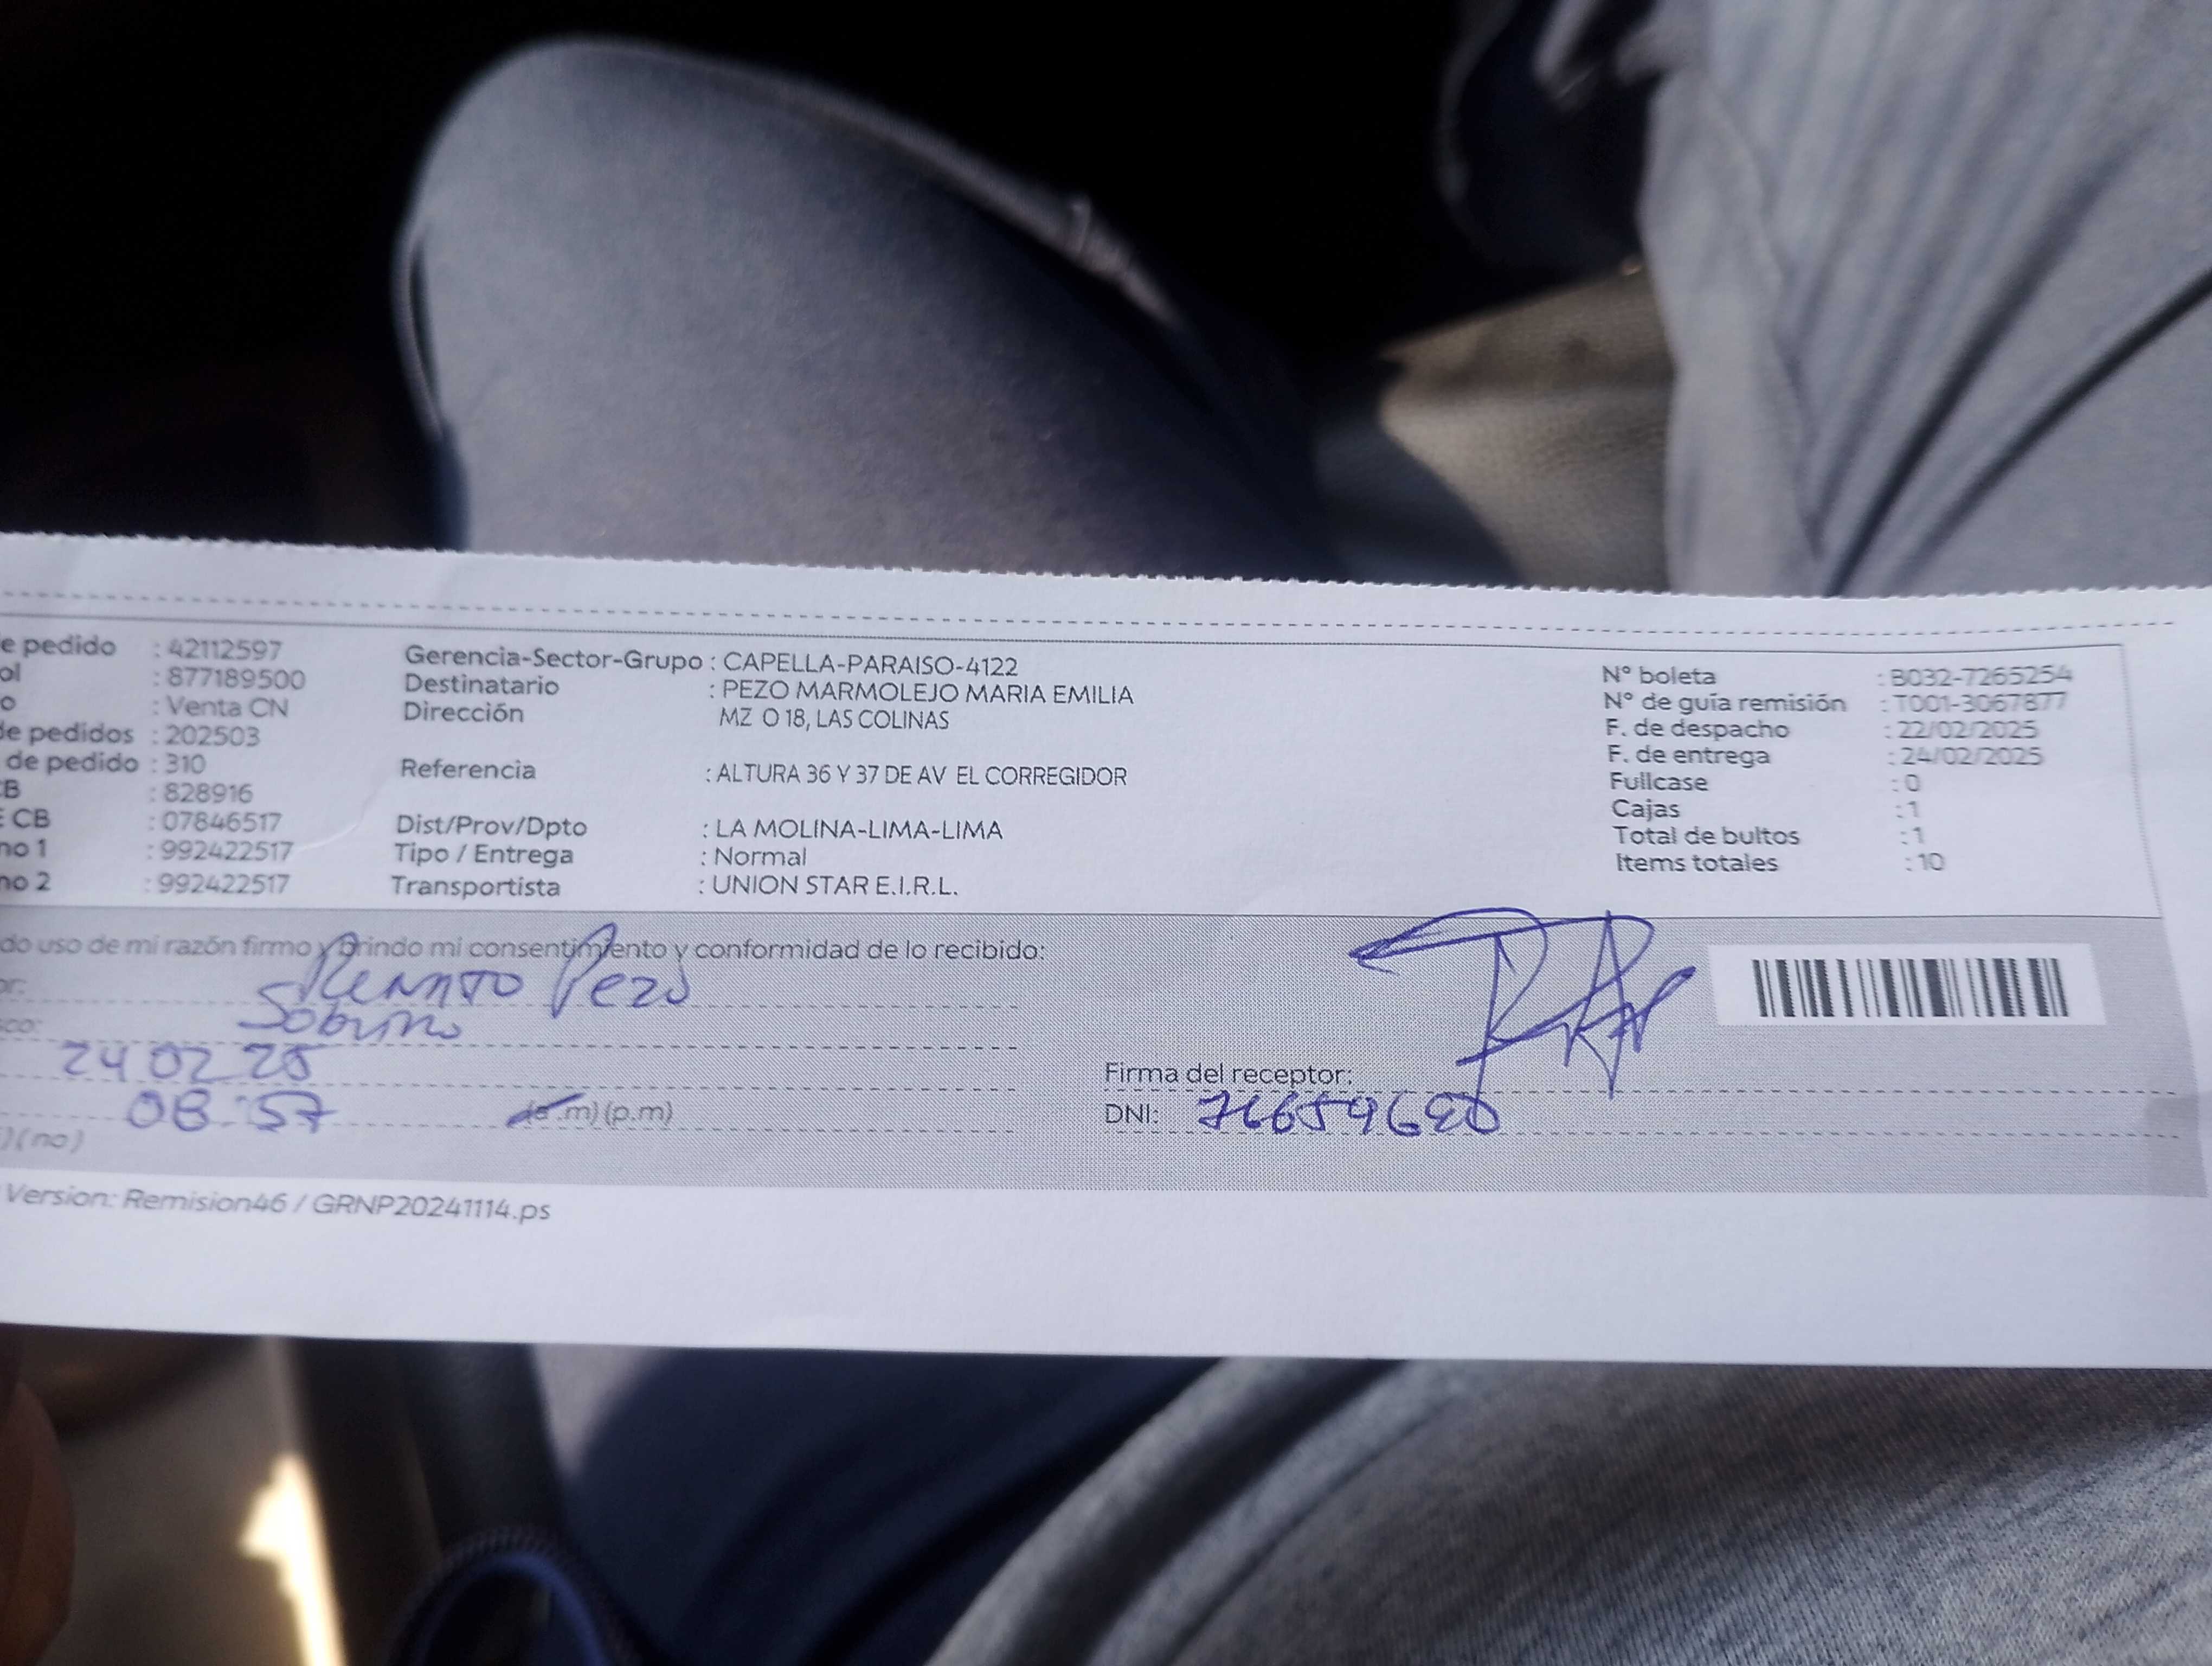 e pedido : 42112597
ol : 877189500
o : Venta CN
de pedidos : 202503
de pedido : 310
B : 828916
E CB : 07846517
no 1 : 992422517
no 2 : 992422517
Gerencia-Sector-Grupo : CAPELLA-PARAISO-4122
Destinatario : PEZO MARMOLEJO MARIA EMILIA
Dirección MZ O 18, LAS COLINAS
Referencia : ALTURA 36 Y 37 DE AV EL CORREGIDOR
Dist/Prov/Dpto : LA MOLINA-LIMA-LIMA
Tipo / Entrega : Normal
Transportista : UNION STAR E.I.R.L.
N° boleta : B032-7265254
N° de guía remisión : T001-3067877
F. de despacho : 22/02/2025
F. de entrega : 24/02/2025
Fullcase : 0
Cajas : 1
Total de bultos : 1
Items totales : 10
do uso de mi razón firmo y brindo mi consentimiento y conformidad de lo recibido:
or: Renato Pezo
sco: Sobrino
24 02 25
08:57 (a.m) (p.m)
) (no)
Firma del receptor:
DNI:
Version: Remision46 / GRNP20241114.ps